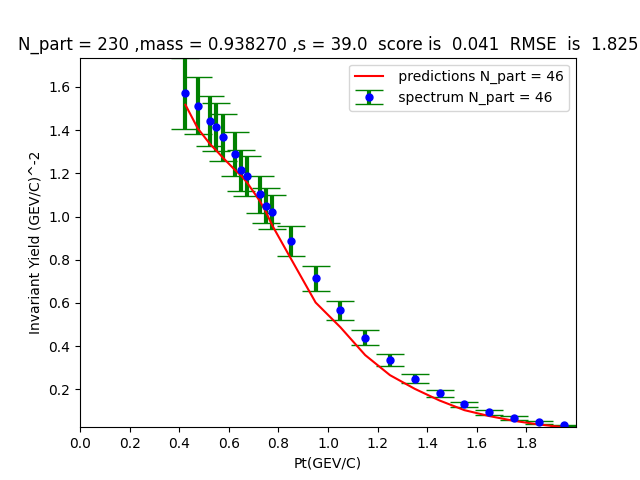 N_part = 230 ,mass = 0.938270 ,s = 39.0  score is  0.041  RMSE  is  1.825
predictions N_part = 46
spectrum N_part = 46
Invariant Yield (GEV/C)^-2
1.6
1.4
1.2
1.0
0.8
0.6
0.4
0.2
0.0 0.2 0.4 0.6 0.8 1.0 1.2 1.4 1.6 1.8
Pt(GEV/C)